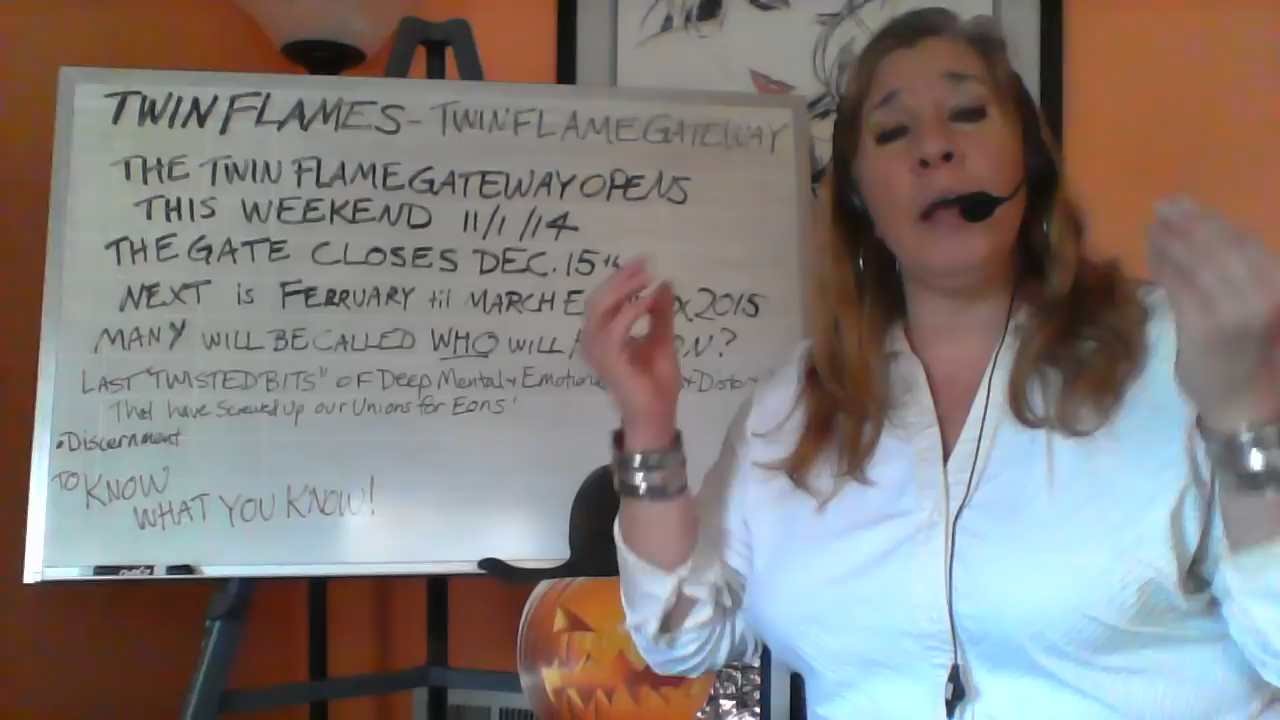 TWIN FLAMES - TWIN FLAME GATEWAY
THE TWIN FLAME GATEWAY OPENS
THIS WEEKEND 11/1/14
THE GATE CLOSES DEC. 15th
NEXT is FEBRUARY til MARCH 2015
MANY WILL BE CALLED WHO WILL
LAST "TWISTED BITS" OF Deep Mental +
That have Screwed Up our Unions for Eons'
•Discernment
TO KNOW
WHAT YOU KNOW!